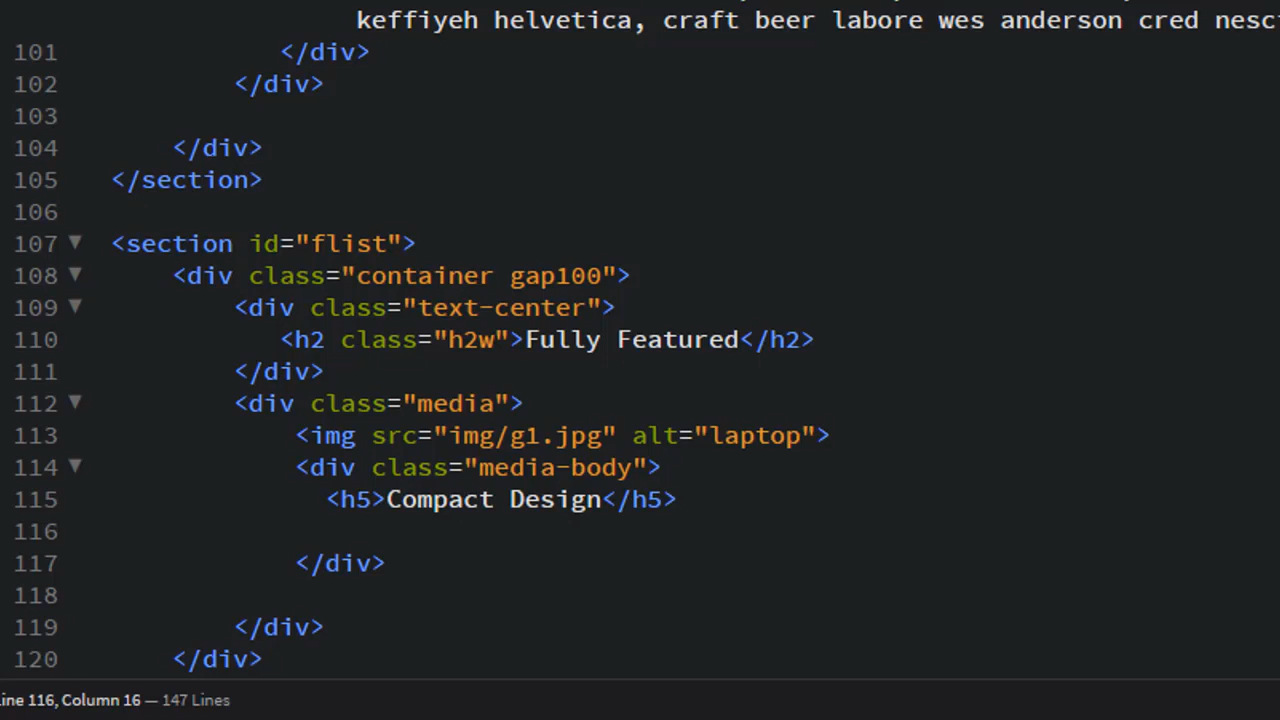 keffiyeh helvetica, craft beer labore wes anderson cred nesc
101 </div>
102 </div>
103
104 </div>
105 </section>
106
107 <section id="flist">
108 <div class="container gap100">
109 <div class="text-center">
110 <h2 class="h2w">Fully Featured</h2>
111 </div>
112 <div class="media">
113 <img src="img/g1.jpg" alt="laptop">
114 <div class="media-body">
115 <h5>Compact Design</h5>
116
117 </div>
118
119 </div>
120 </div>
ine 116, Column 16 — 147 Lines